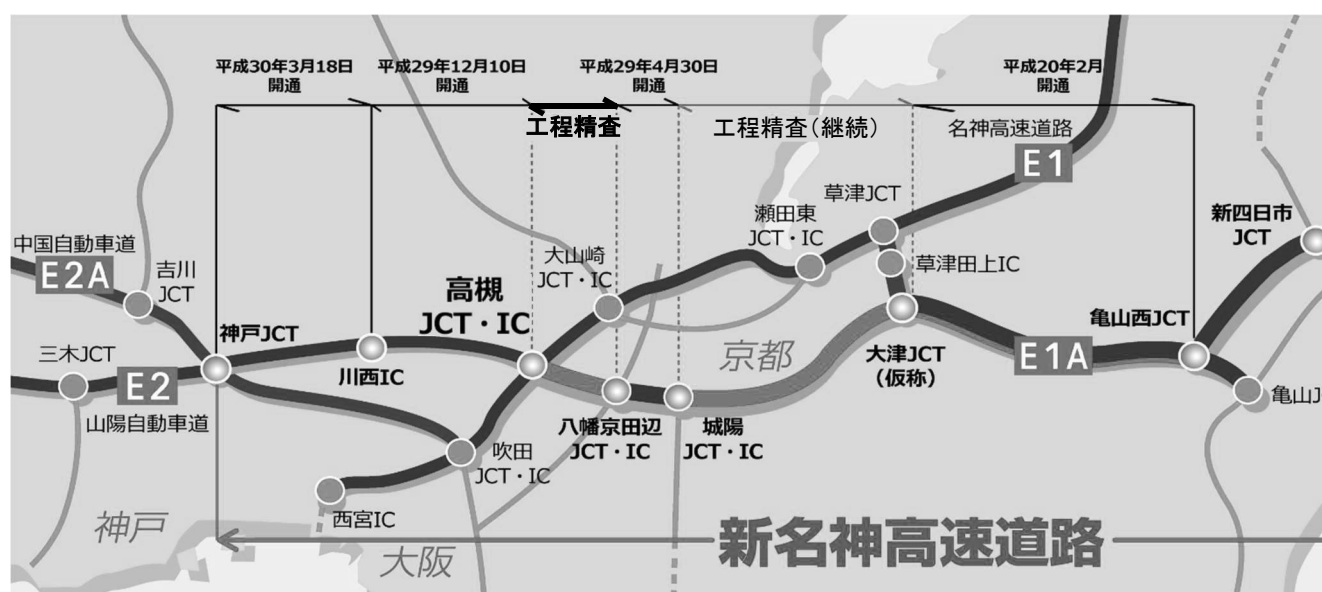 平成30年3月18日
開通
平成29年12月10日
開通
平成29年4月30日
開通
平成20年2月
開通
工程精査
工程精査（継続）
名神高速道路
E1
草津JCT
瀬田東
JCT・IC
新四日市
JCT
中国自動車道
E2A
吉川
JCT
大山崎
JCT・IC
草津田上IC
高槻
JCT・IC
神戸JCT
亀山西JCT
三木JCT
E2
山陽自動車道
川西IC
京都
大津JCT
（仮称）
E1A
亀山J
八幡京田辺
JCT・IC
城陽
JCT・IC
吹田
JCT・IC
西宮IC
神戸
大阪
新名神高速道路